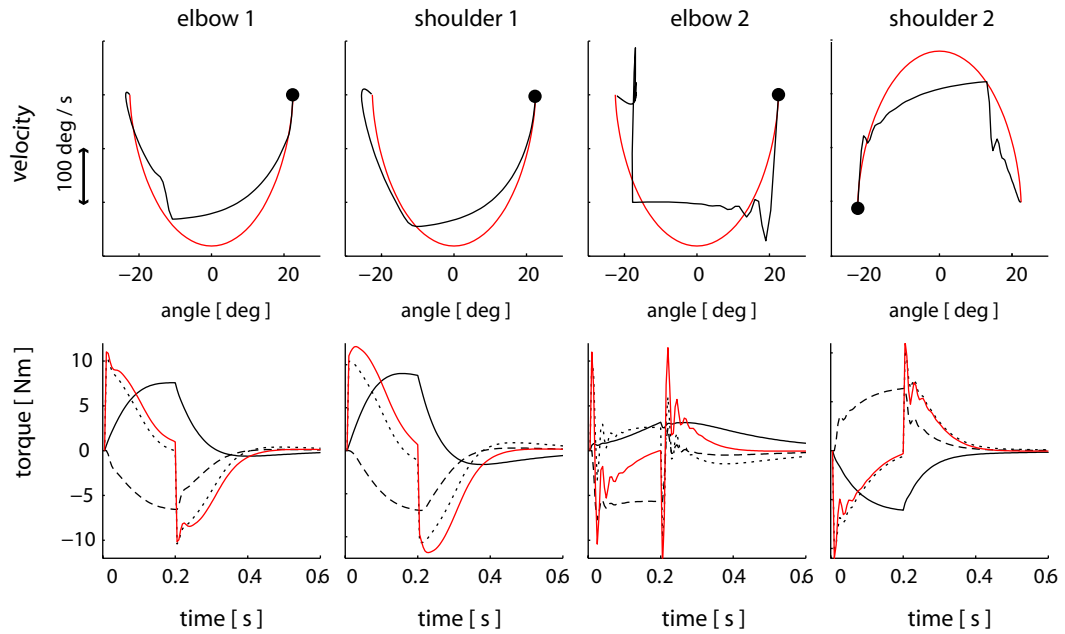 elbow 1 shoulder 1 elbow 2 shoulder 2
velocity
100 deg / s
−20 0 20 −20 0 20 −20 0 20 −20 0 20
angle [ deg ] angle [ deg ] angle [ deg ] angle [ deg ]
torque [ Nm ]
10
5
0
−5
−10
0 0.2 0.4 0.6 0 0.2 0.4 0.6 0 0.2 0.4 0.6 0 0.2 0.4 0.6
time [ s ] time [ s ] time [ s ] time [ s ]